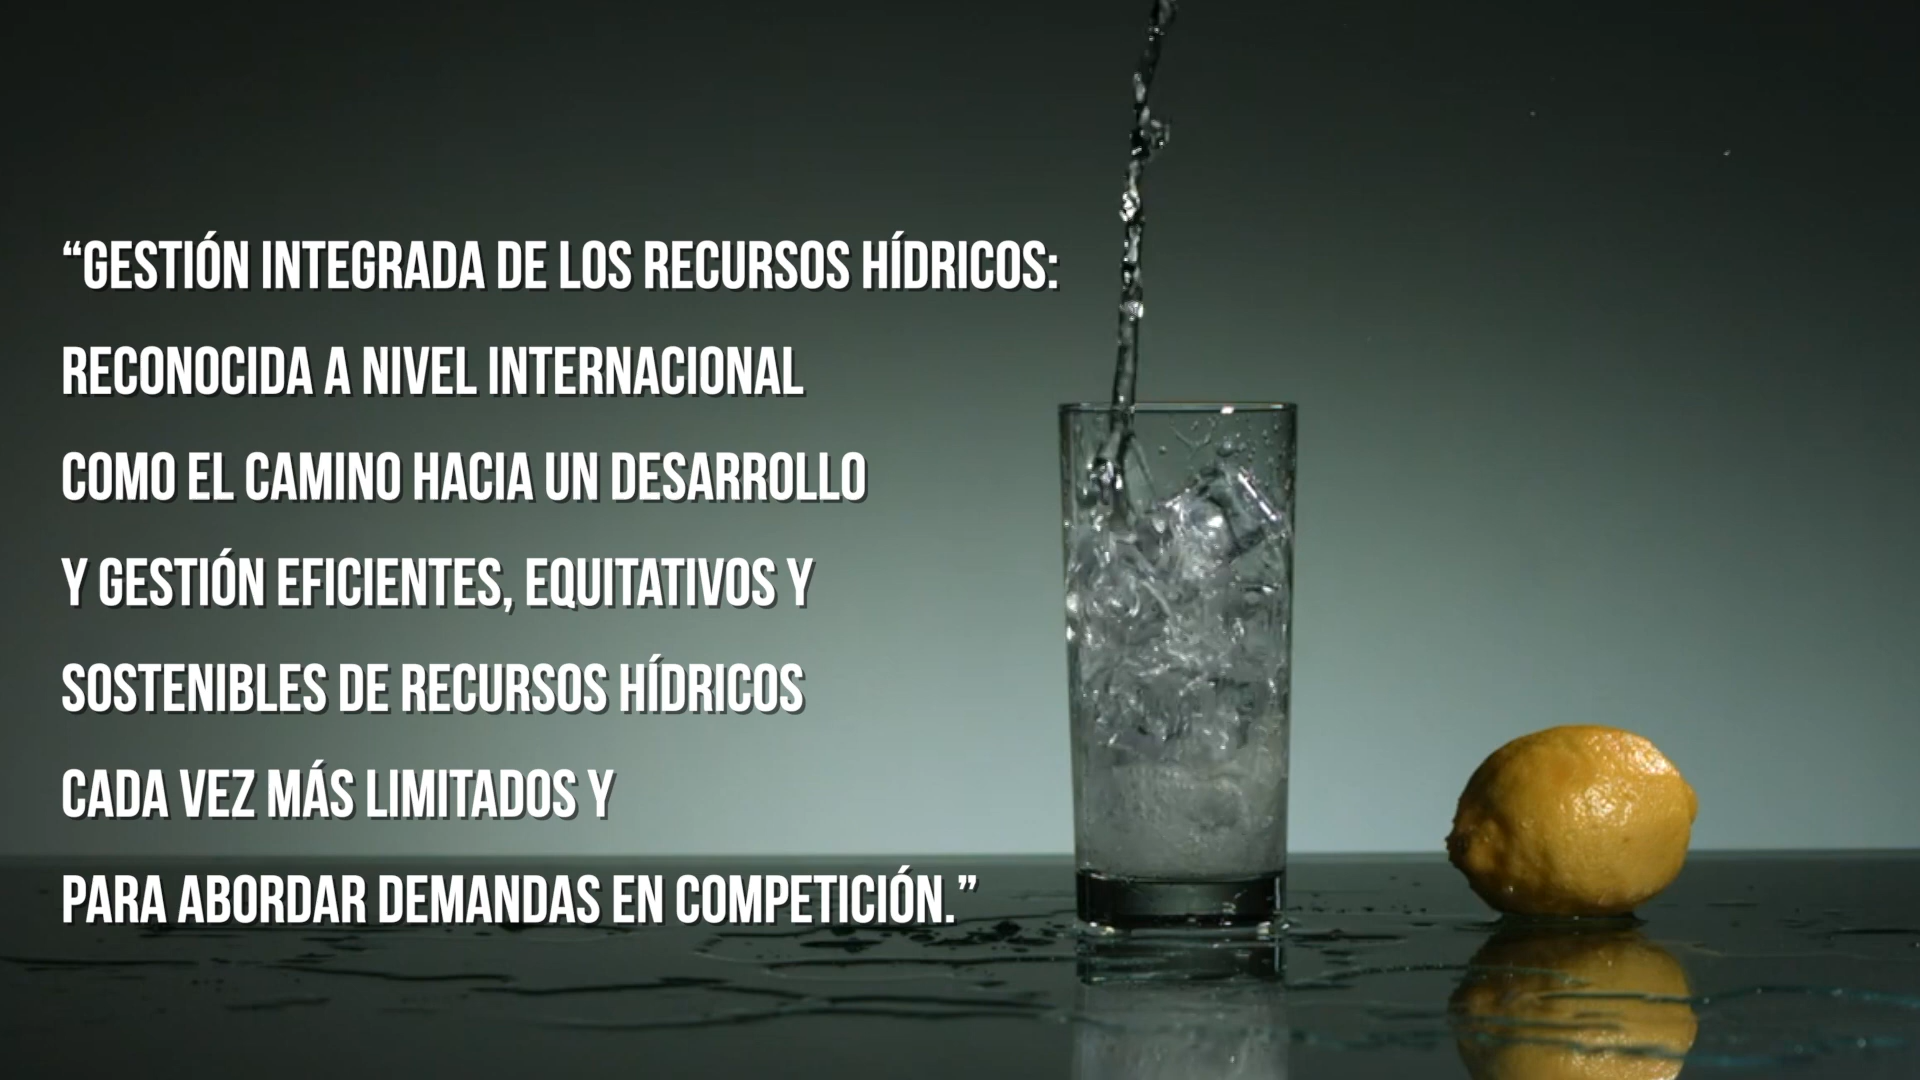 “GESTIÓN INTEGRADA DE LOS RECURSOS HÍDRICOS:
RECONOCIDA A NIVEL INTERNACIONAL
COMO EL CAMINO HACIA UN DESARROLLO
Y GESTIÓN EFICIENTES, EQUITATIVOS Y
SOSTENIBLES DE RECURSOS HÍDRICOS
CADA VEZ MÁS LIMITADOS Y
PARA ABORDAR DEMANDAS EN COMPETICIÓN.”